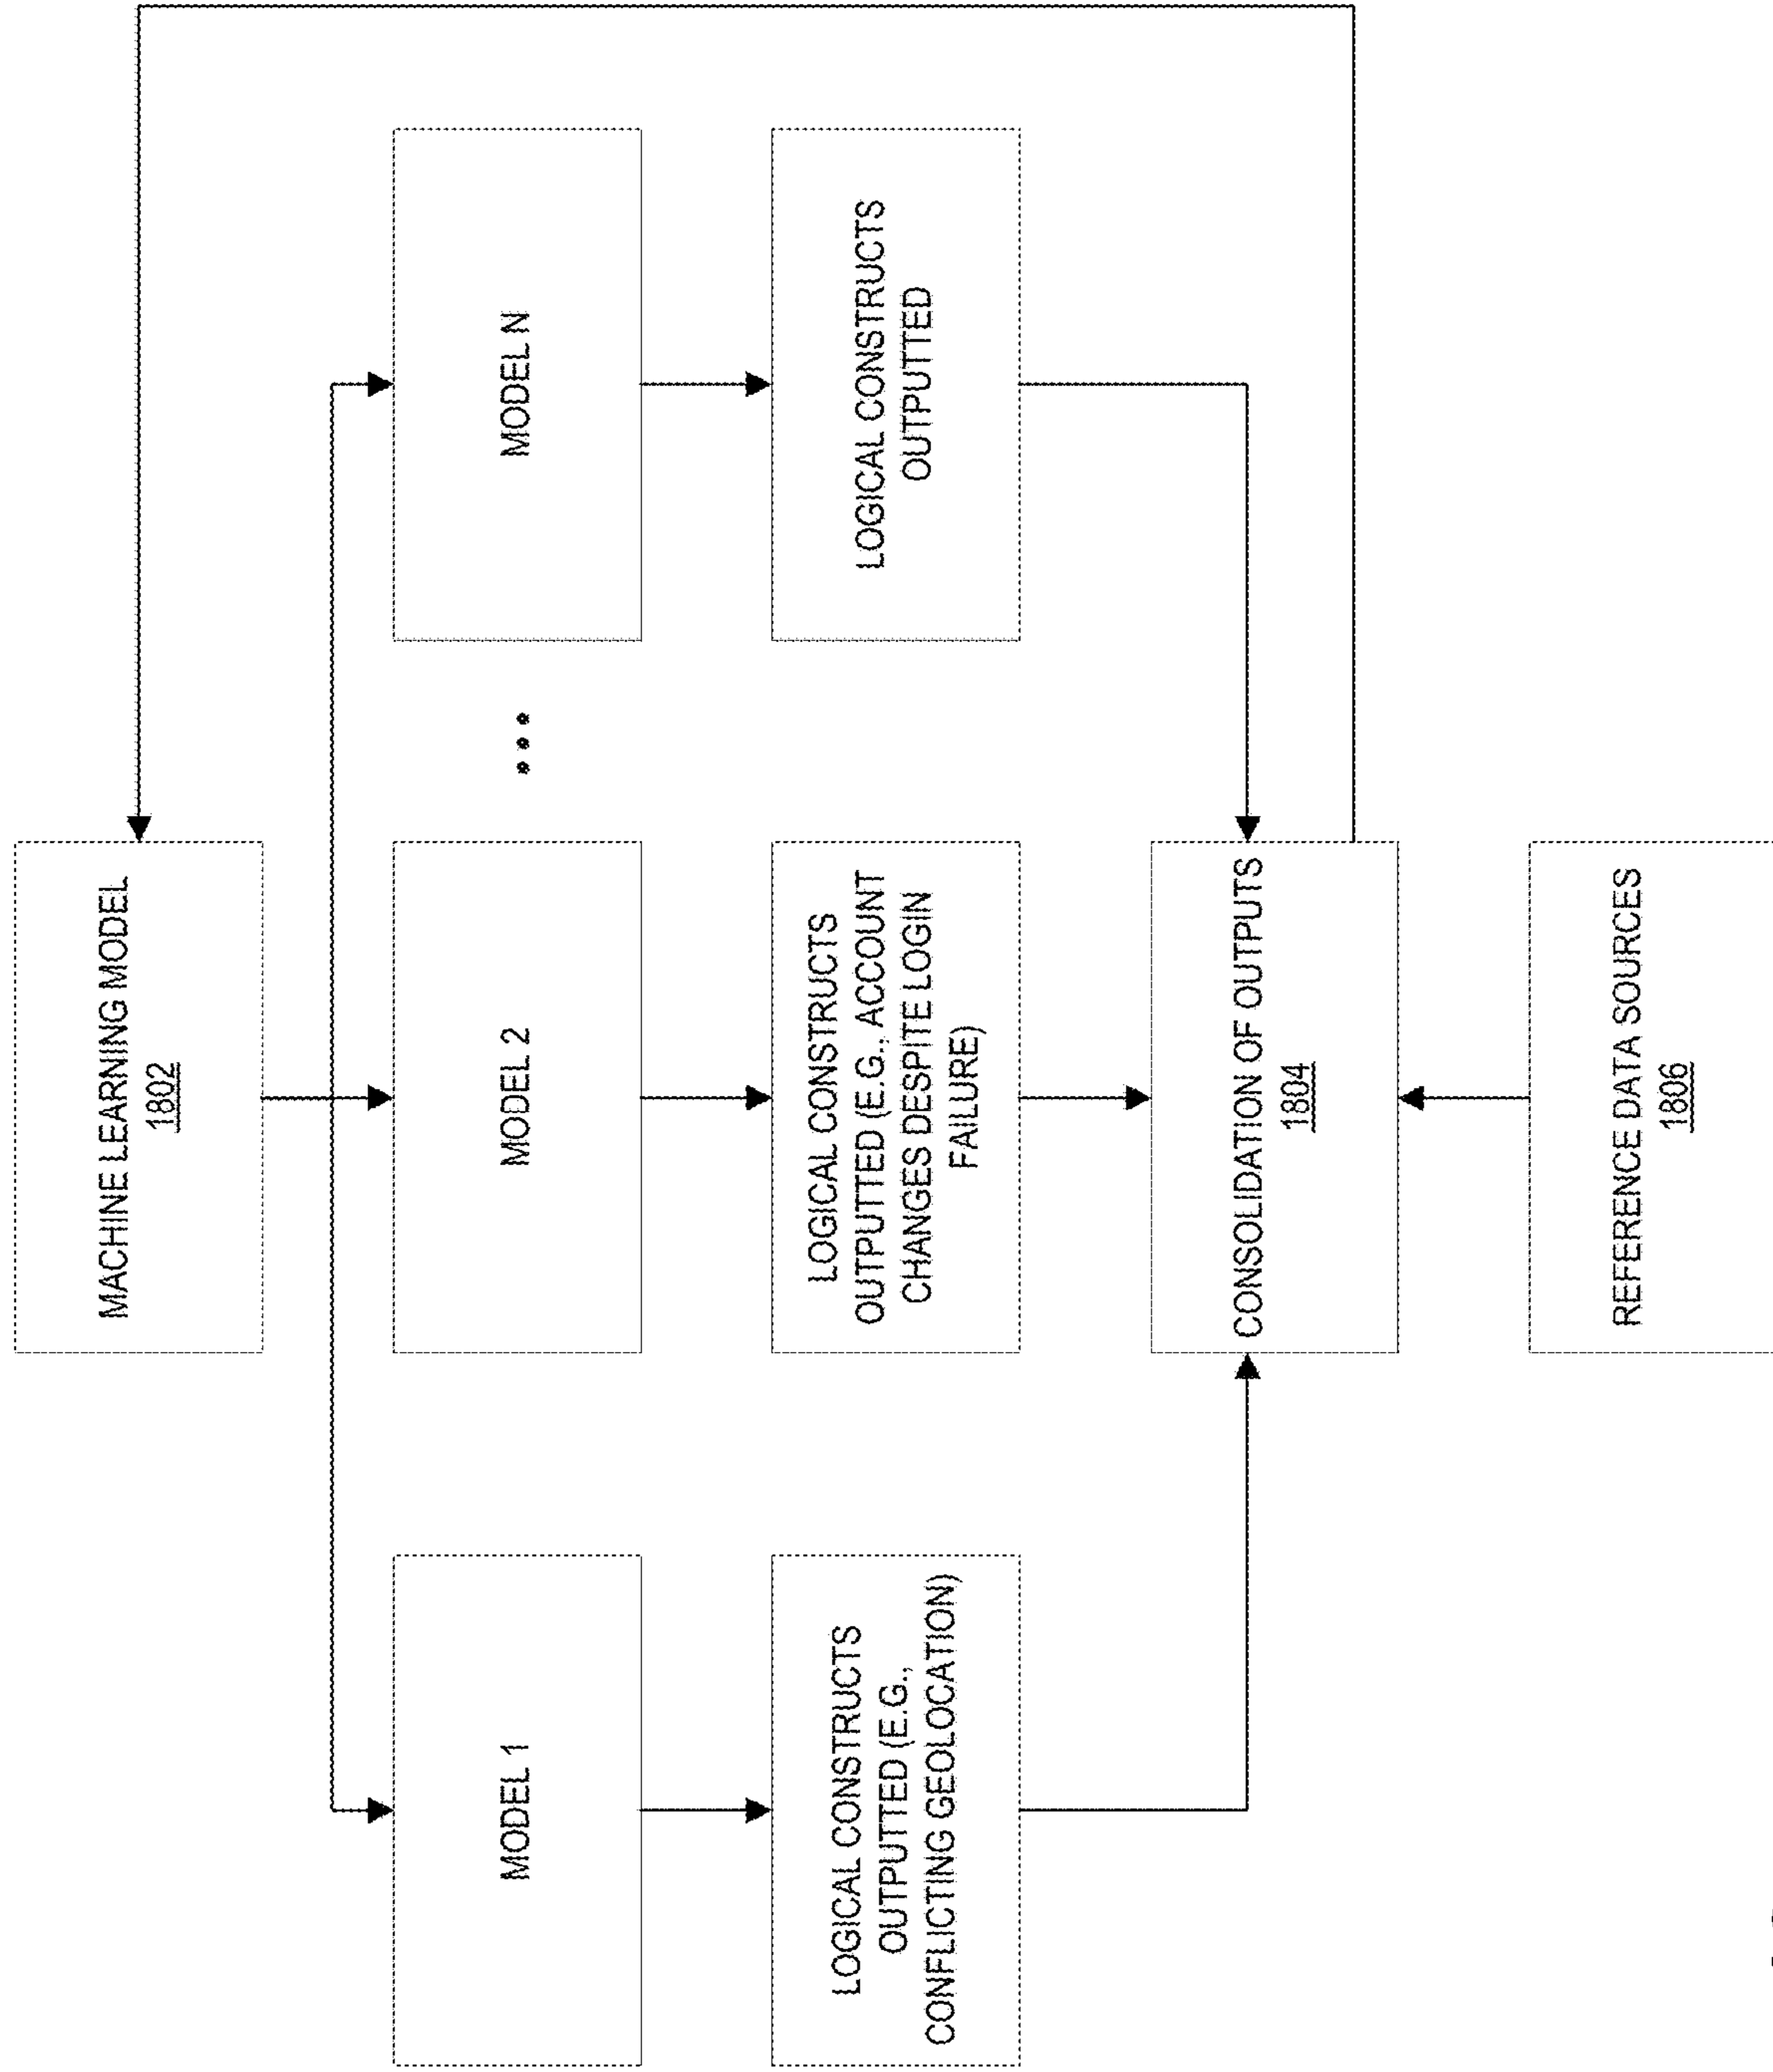 MACHINE LEARNING MODEL
1802
MODEL 1
MODEL 2
• • •
MODEL N
LOGICAL CONSTRUCTS
OUTPUTTED (E.G.,
CONFLICTING GEOLOCATION)
LOGICAL CONSTRUCTS
OUTPUTTED (E.G., ACCOUNT
CHANGES DESPITE LOGIN
FAILURE)
LOGICAL CONSTRUCTS
OUTPUTTED
CONSOLIDATION OF OUTPUTS
1804
REFERENCE DATA SOURCES
1806